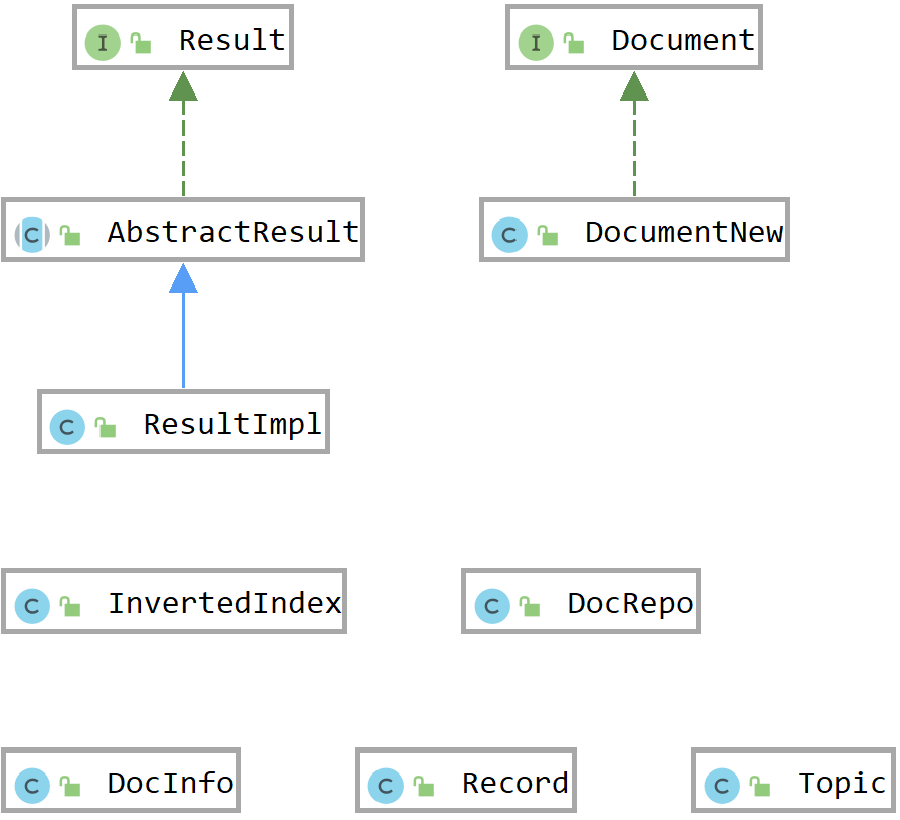 I Result
I Document
C AbstractResult
C DocumentNew
C ResultImpl
C InvertedIndex
C DocRepo
C DocInfo
C Record
C Topic